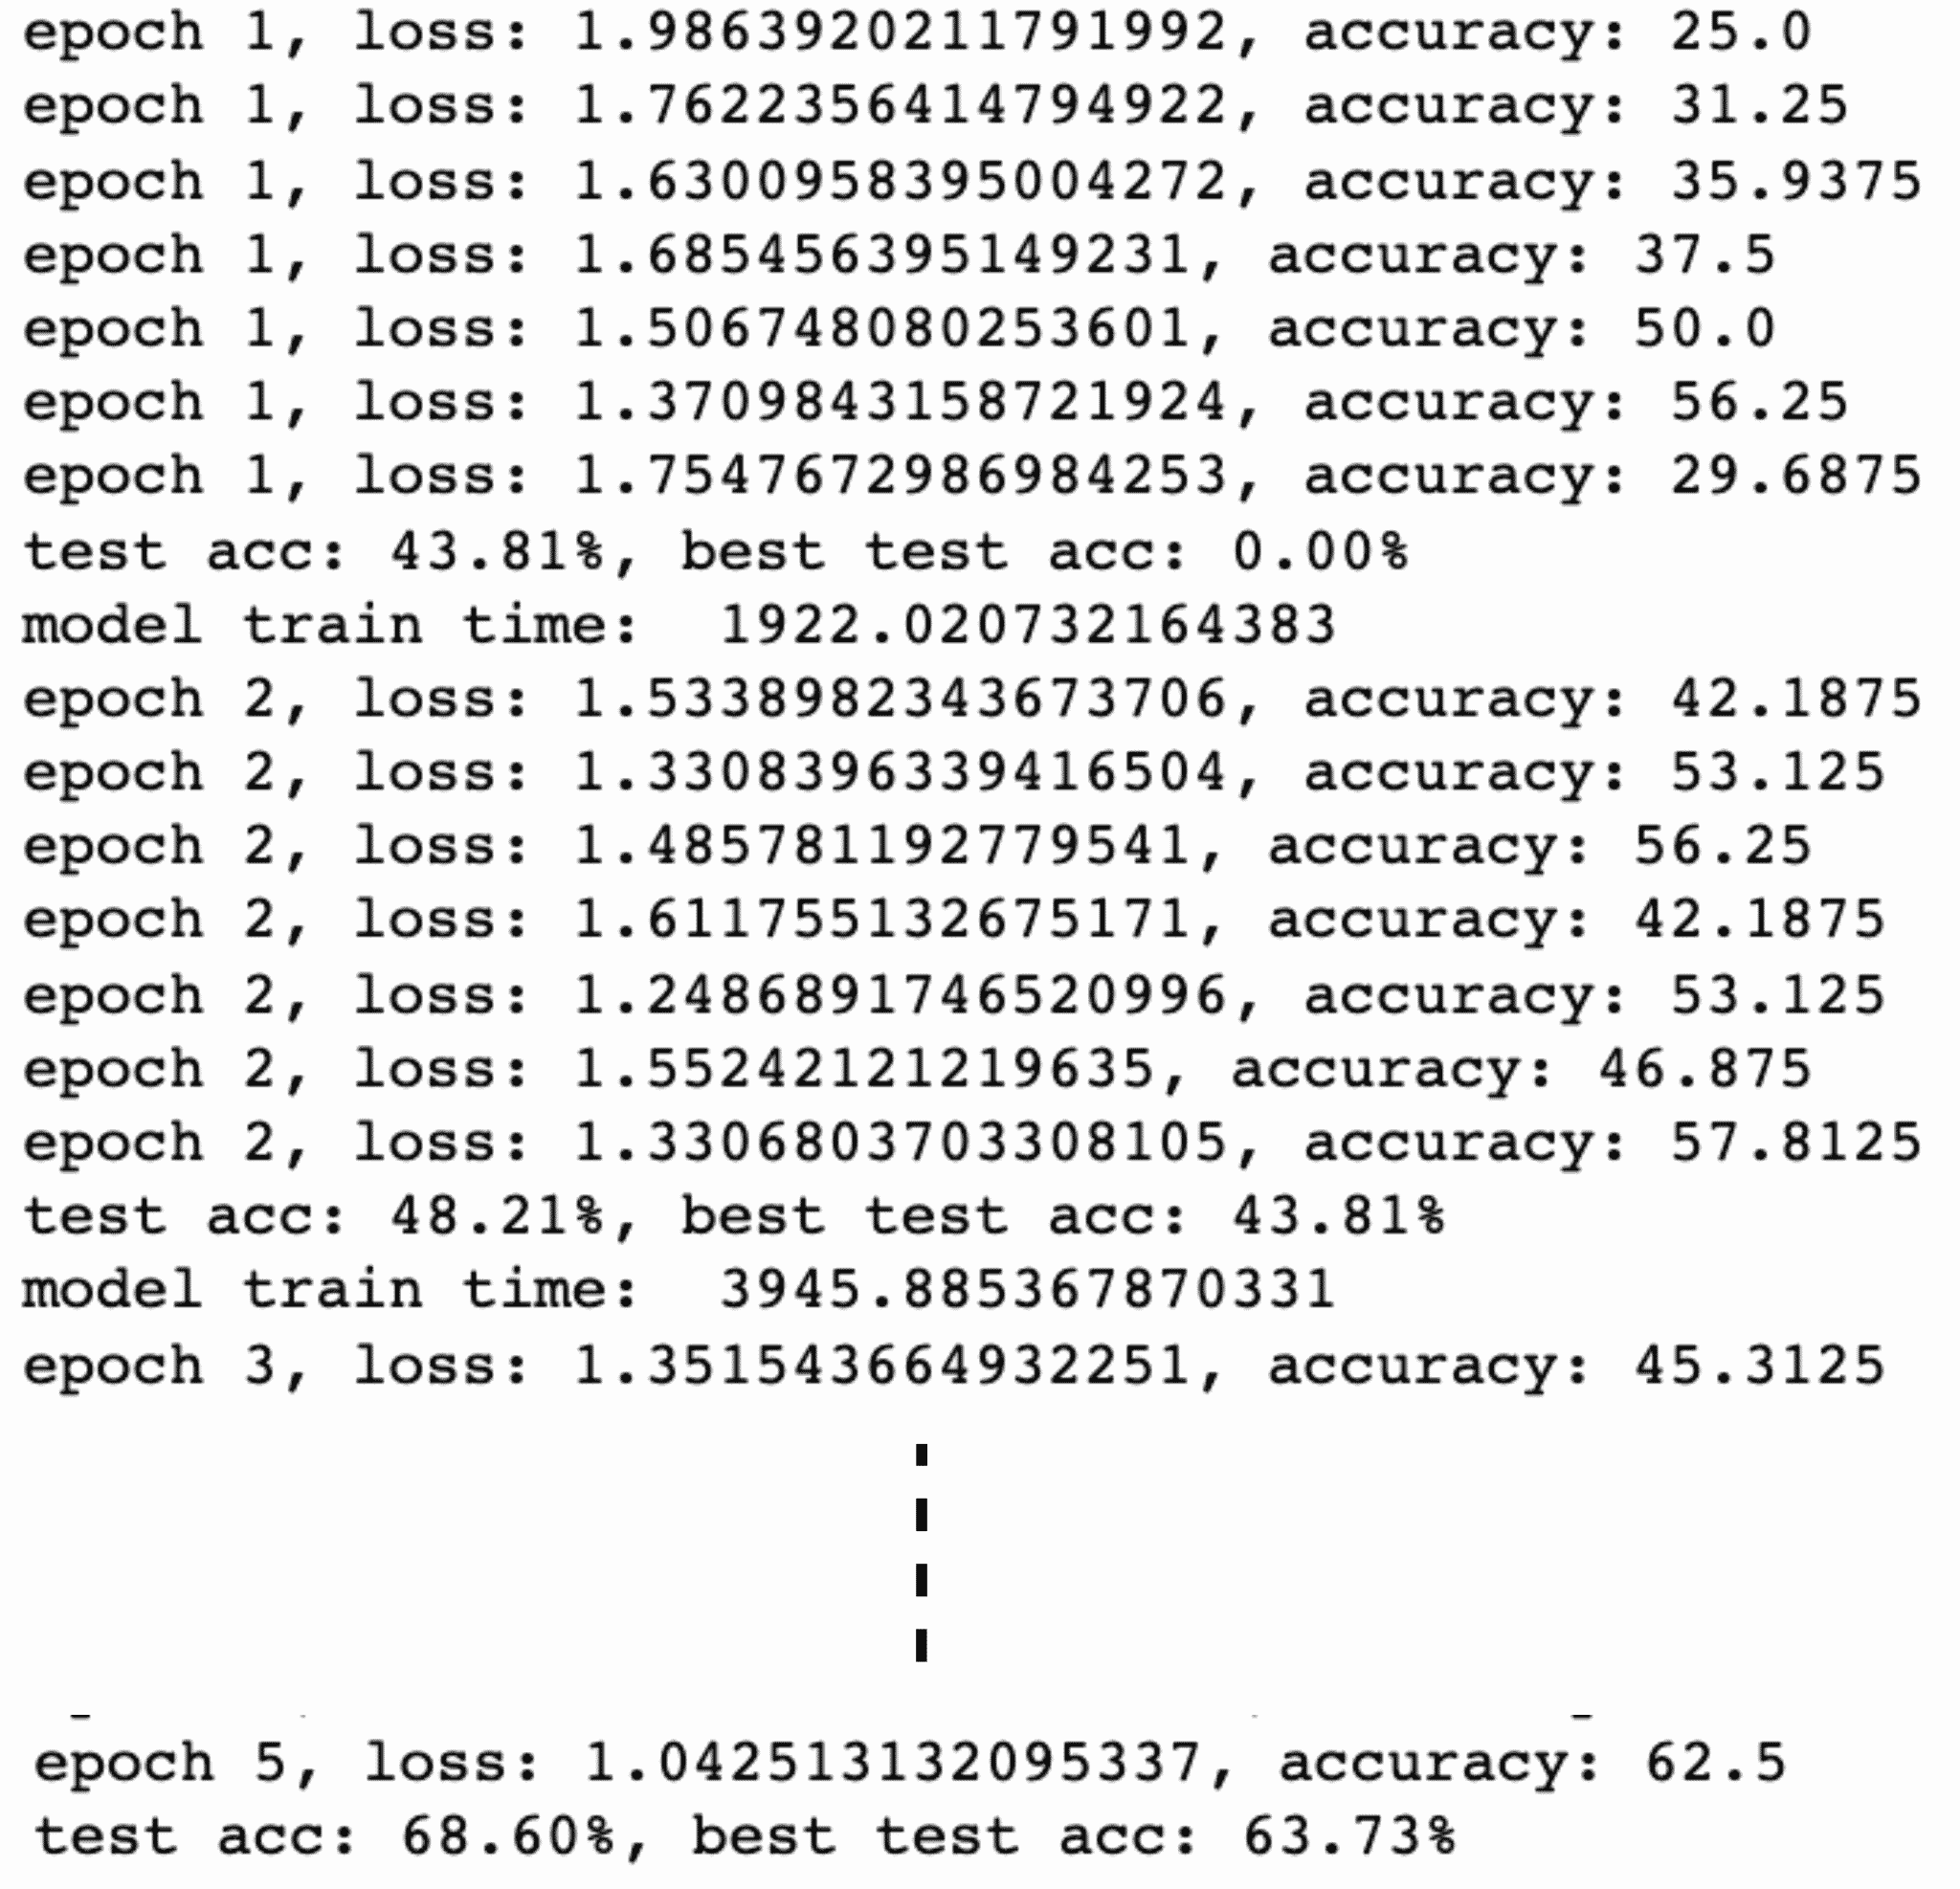 epoch 1, loss: 1.9863920211791992, accuracy: 25.0
epoch 1, loss: 1.7622356414794922, accuracy: 31.25
epoch 1, loss: 1.6300958395004272, accuracy: 35.9375
epoch 1, loss: 1.685456395149231, accuracy: 37.5
epoch 1, loss: 1.506748080253601, accuracy: 50.0
epoch 1, loss: 1.3709843158721924, accuracy: 56.25
epoch 1, loss: 1.7547672986984253, accuracy: 29.6875
test acc: 43.81%, best test acc: 0.00%
model train time:  1922.020732164383
epoch 2, loss: 1.5338982343673706, accuracy: 42.1875
epoch 2, loss: 1.3308396339416504, accuracy: 53.125
epoch 2, loss: 1.485781192779541, accuracy: 56.25
epoch 2, loss: 1.611755132675171, accuracy: 42.1875
epoch 2, loss: 1.2486891746520996, accuracy: 53.125
epoch 2, loss: 1.55242121219635, accuracy: 46.875
epoch 2, loss: 1.3306803703308105, accuracy: 57.8125
test acc: 48.21%, best test acc: 43.81%
model train time:  3945.885367870331
epoch 3, loss: 1.351543664932251, accuracy: 45.3125
epoch 5, loss: 1.042513132095337, accuracy: 62.5
test acc: 68.60%, best test acc: 63.73%